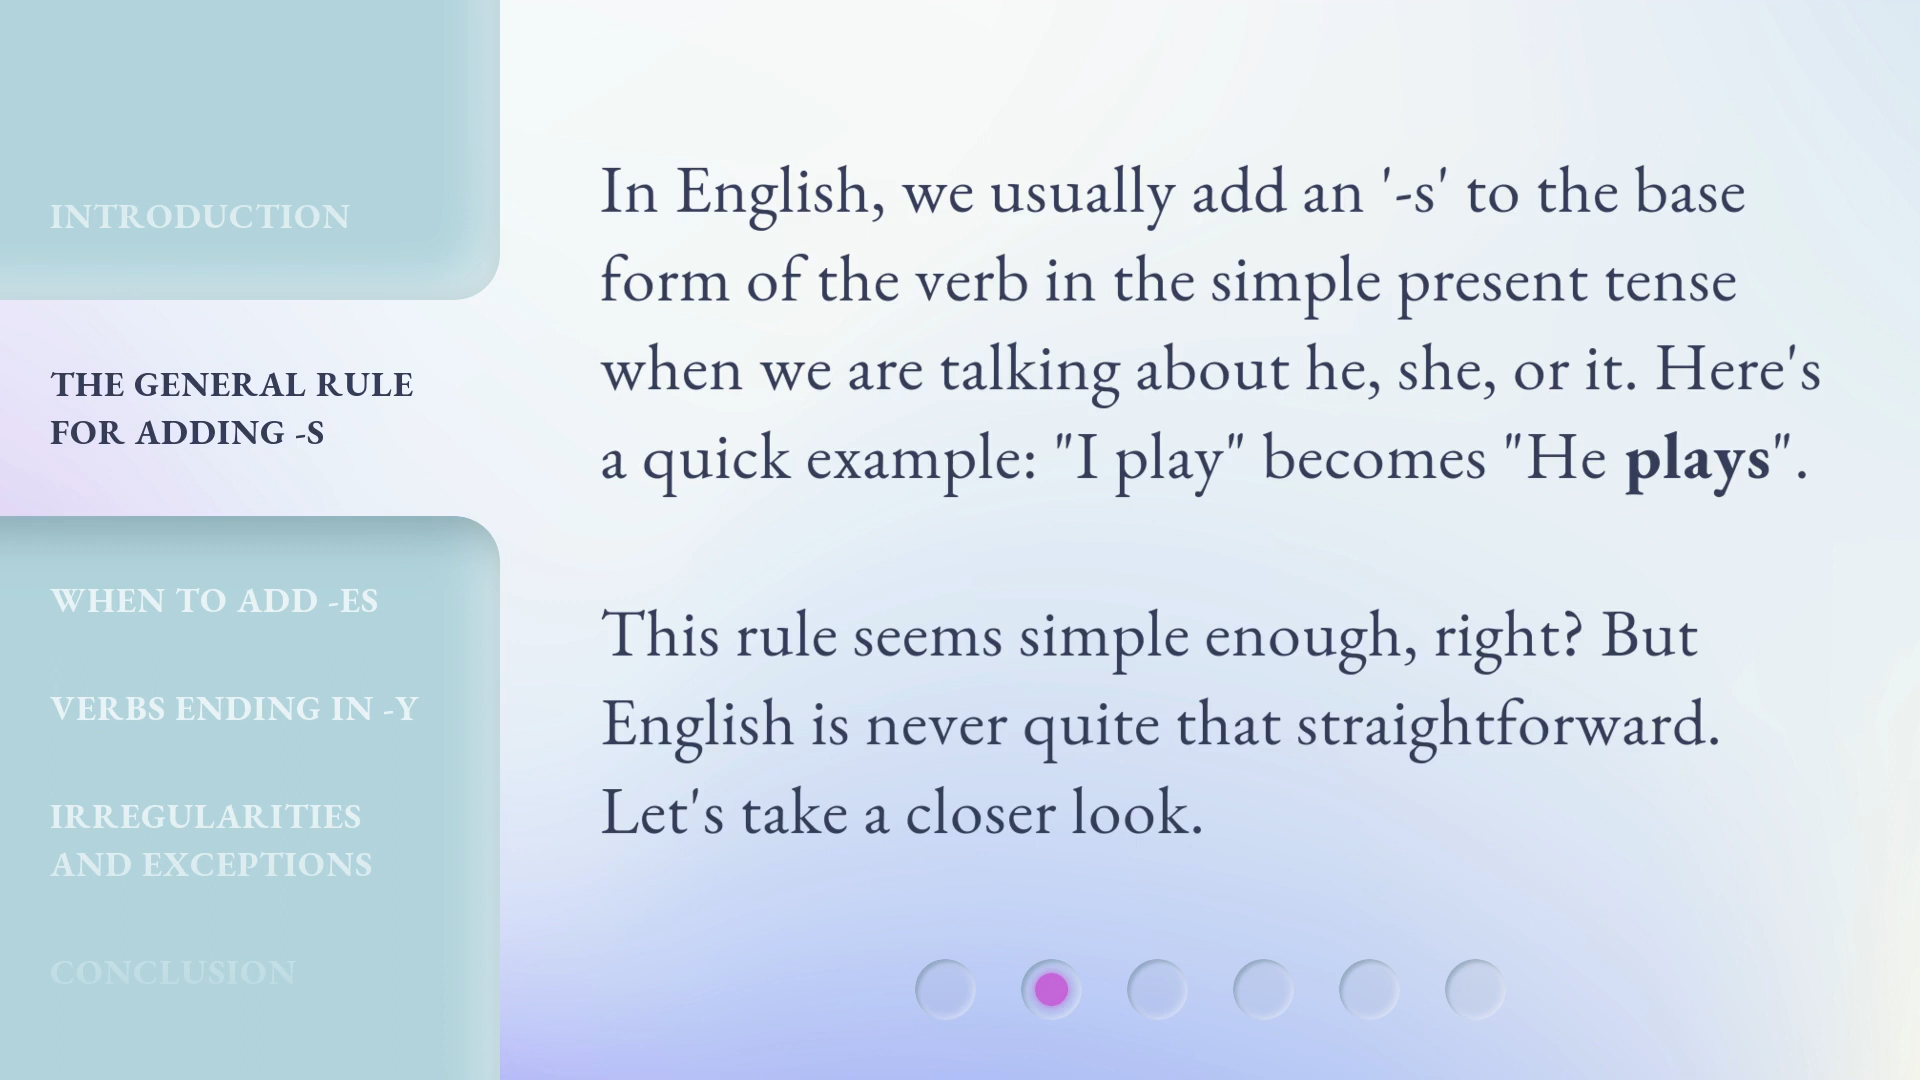 INTRODUCTION
THE GENERAL RULE
FOR ADDING -S
WHEN TO ADD -ES
VERBS ENDING IN -Y
IRREGULARITIES
AND EXCEPTIONS
CONCLUSION
In English, we usually add an '-s' to the base
form of the verb in the simple present tense
when we are talking about he, she, or it. Here's
a quick example: "I play" becomes "He plays".
This rule seems simple enough, right? But
English is never quite that straightforward.
Let's take a closer look.